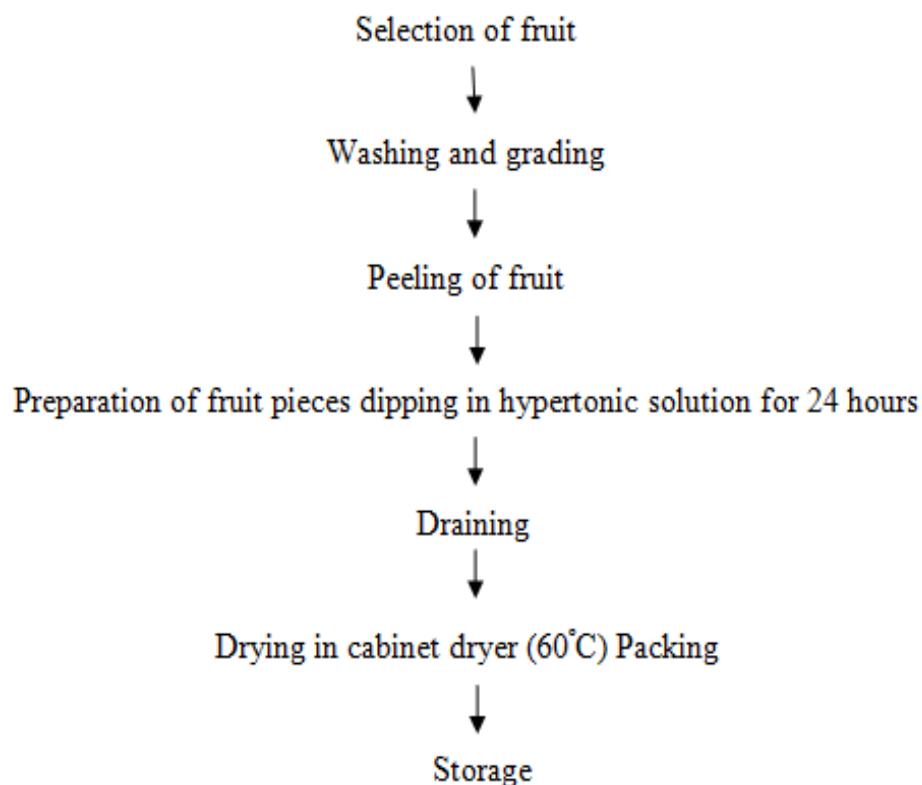 Selection of fruit
Washing and grading
Peeling of fruit
Preparation of fruit pieces dipping in hypertonic solution for 24 hours
Draining
Drying in cabinet dryer (60°C) Packing
Storage